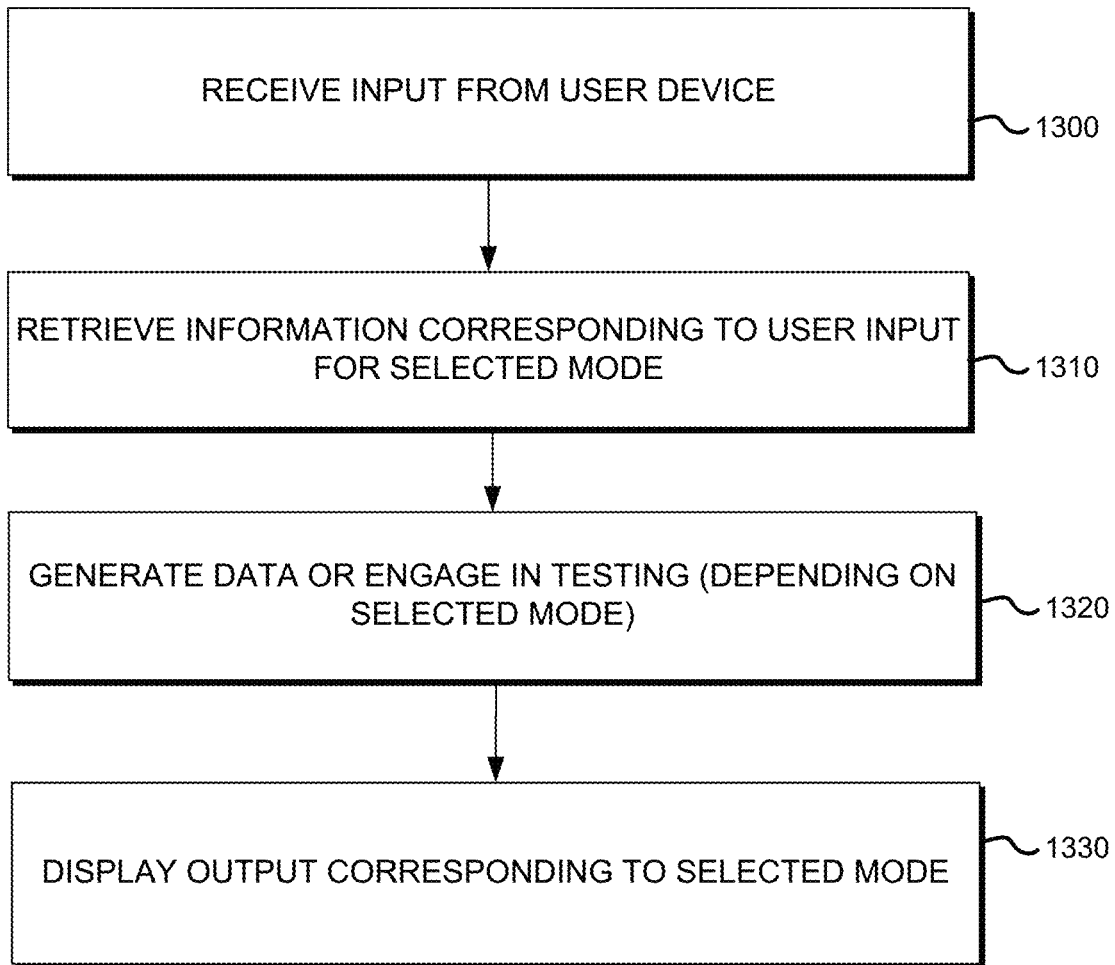 RECEIVE INPUT FROM USER DEVICE
1300
RETRIEVE INFORMATION CORRESPONDING TO USER INPUT
FOR SELECTED MODE
1310
GENERATE DATA OR ENGAGE IN TESTING (DEPENDING ON
SELECTED MODE)
1320
DISPLAY OUTPUT CORRESPONDING TO SELECTED MODE
1330